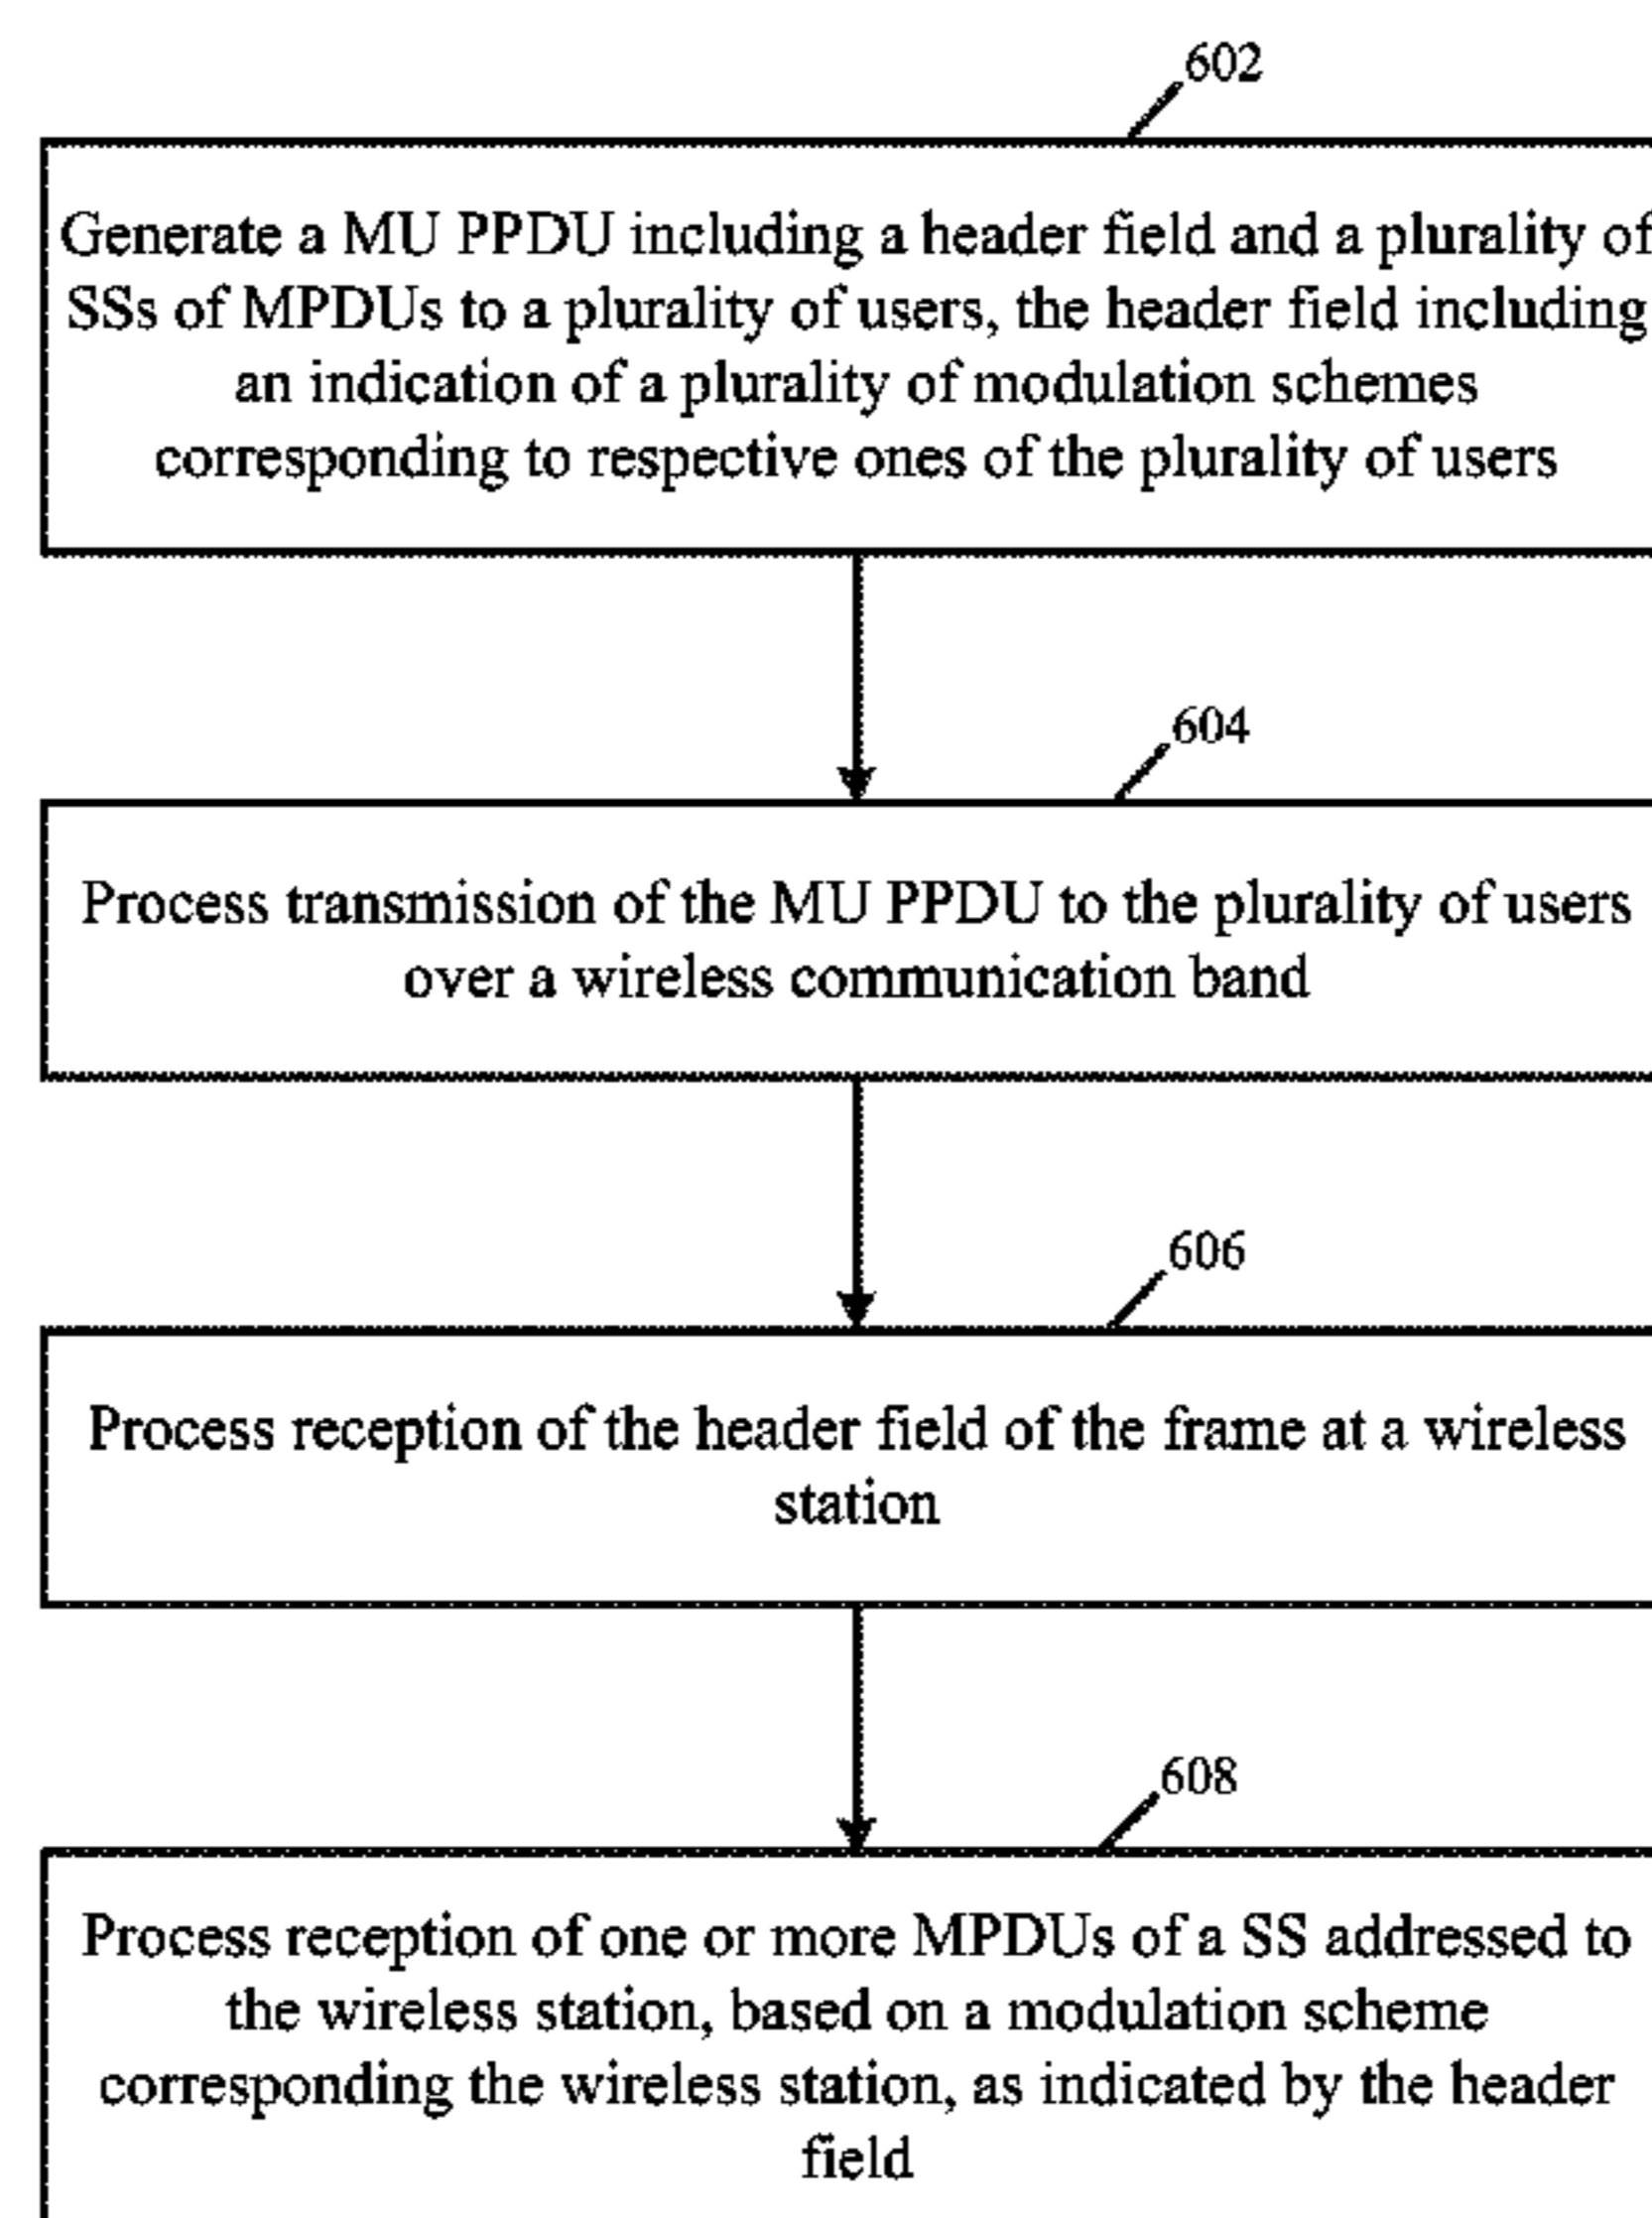 602
Generate a MU PPDU including a header field and a plurality of
SSs of MPDUs to a plurality of users, the header field including
an indication of a plurality of modulation schemes
corresponding to respective ones of the plurality of users
604
Process transmission of the MU PPDU to the plurality of users
over a wireless communication band
606
Process reception of the header field of the frame at a wireless
station
608
Process reception of one or more MPDUs of a SS addressed to
the wireless station, based on a modulation scheme
corresponding the wireless station, as indicated by the header
field